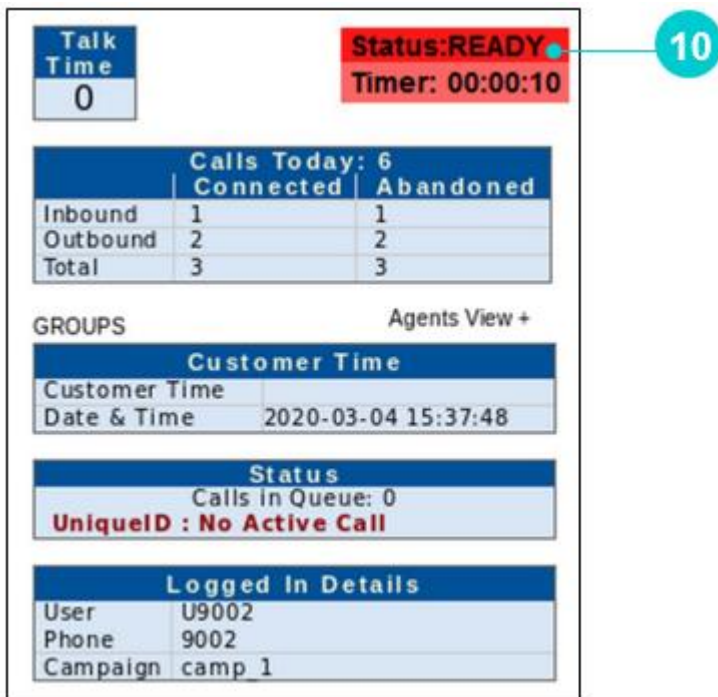 Talk
Time
0
Status:READY
Timer: 00:00:10
10
Calls Today: 6
Connected Abandoned
Inbound 1 1
Outbound 2 2
Total 3 3
GROUPS
Agents View +
Customer Time
Customer Time
Date & Time 2020-03-04 15:37:48
Status
Calls in Queue: 0
UniqueID : No Active Call
Logged In Details
User U9002
Phone 9002
Campaign camp_1